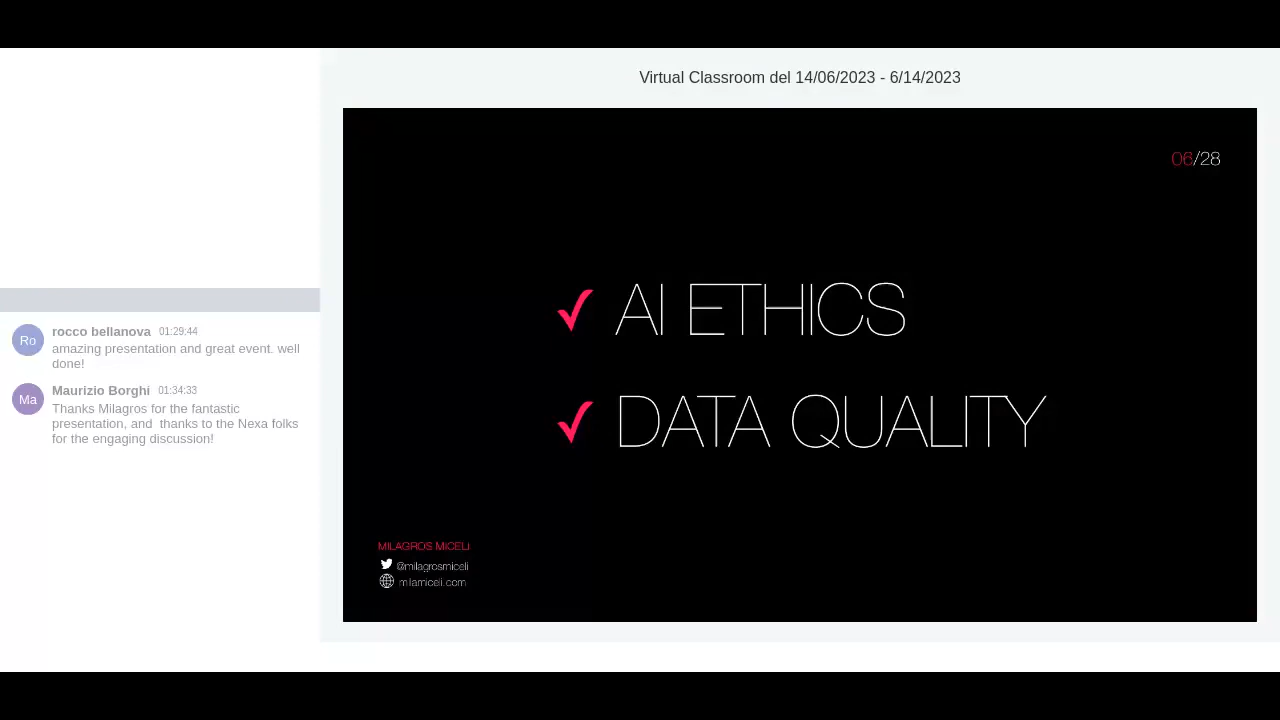 Virtual Classroom del 14/06/2023 - 6/14/2023
06/28
AI ETHICS
DATA QUALITY
MILAGROS MICELI
@milagrosmiceli
milamiceli.com
Ro
rocco bellanova 01:29:44
amazing presentation and great event. well
done!
Ma
Maurizio Borghi 01:34:33
Thanks Milagros for the fantastic
presentation, and  thanks to the Nexa folks
for the engaging discussion!